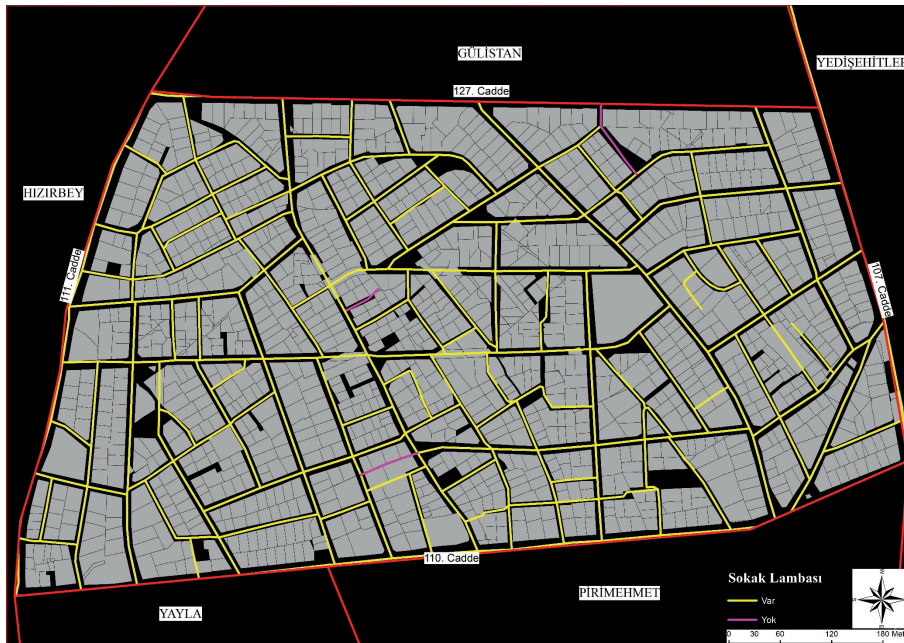 GÜLİSTAN
YEDİŞEHİTLER
127. Cadde
HIZIRBEY
111. Cadde
107. Cadde
110. Cadde
YAYLA
PİRİMEHMET
Sokak Lambası
Var
Yok
0 30 60 120 180 Met